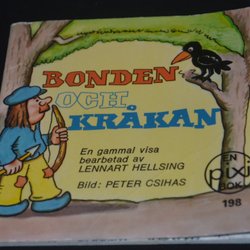 BONDEN
OCH
KRÅKAN
En gammal visa
bearbetad av
LENNART HELLSING
Bild: PETER CSIHAS
EN
pixi
BOK
198